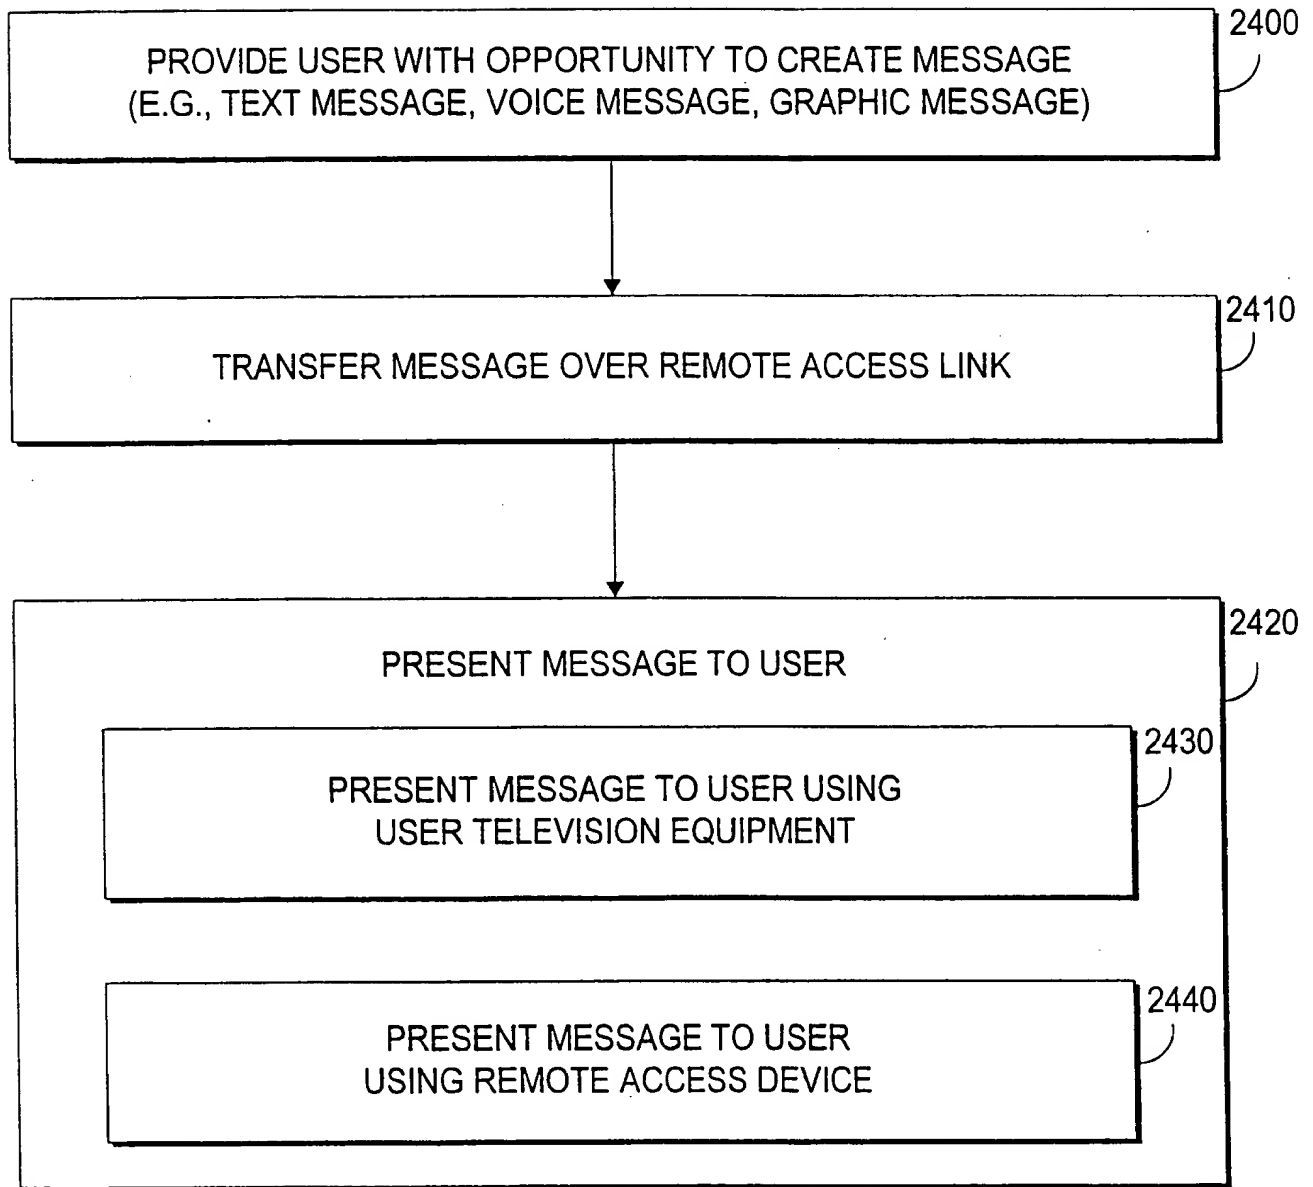 2400
PROVIDE USER WITH OPPORTUNITY TO CREATE MESSAGE
(E.G., TEXT MESSAGE, VOICE MESSAGE, GRAPHIC MESSAGE)
2410
TRANSFER MESSAGE OVER REMOTE ACCESS LINK
2420
PRESENT MESSAGE TO USER
2430
PRESENT MESSAGE TO USER USING
USER TELEVISION EQUIPMENT
2440
PRESENT MESSAGE TO USER
USING REMOTE ACCESS DEVICE